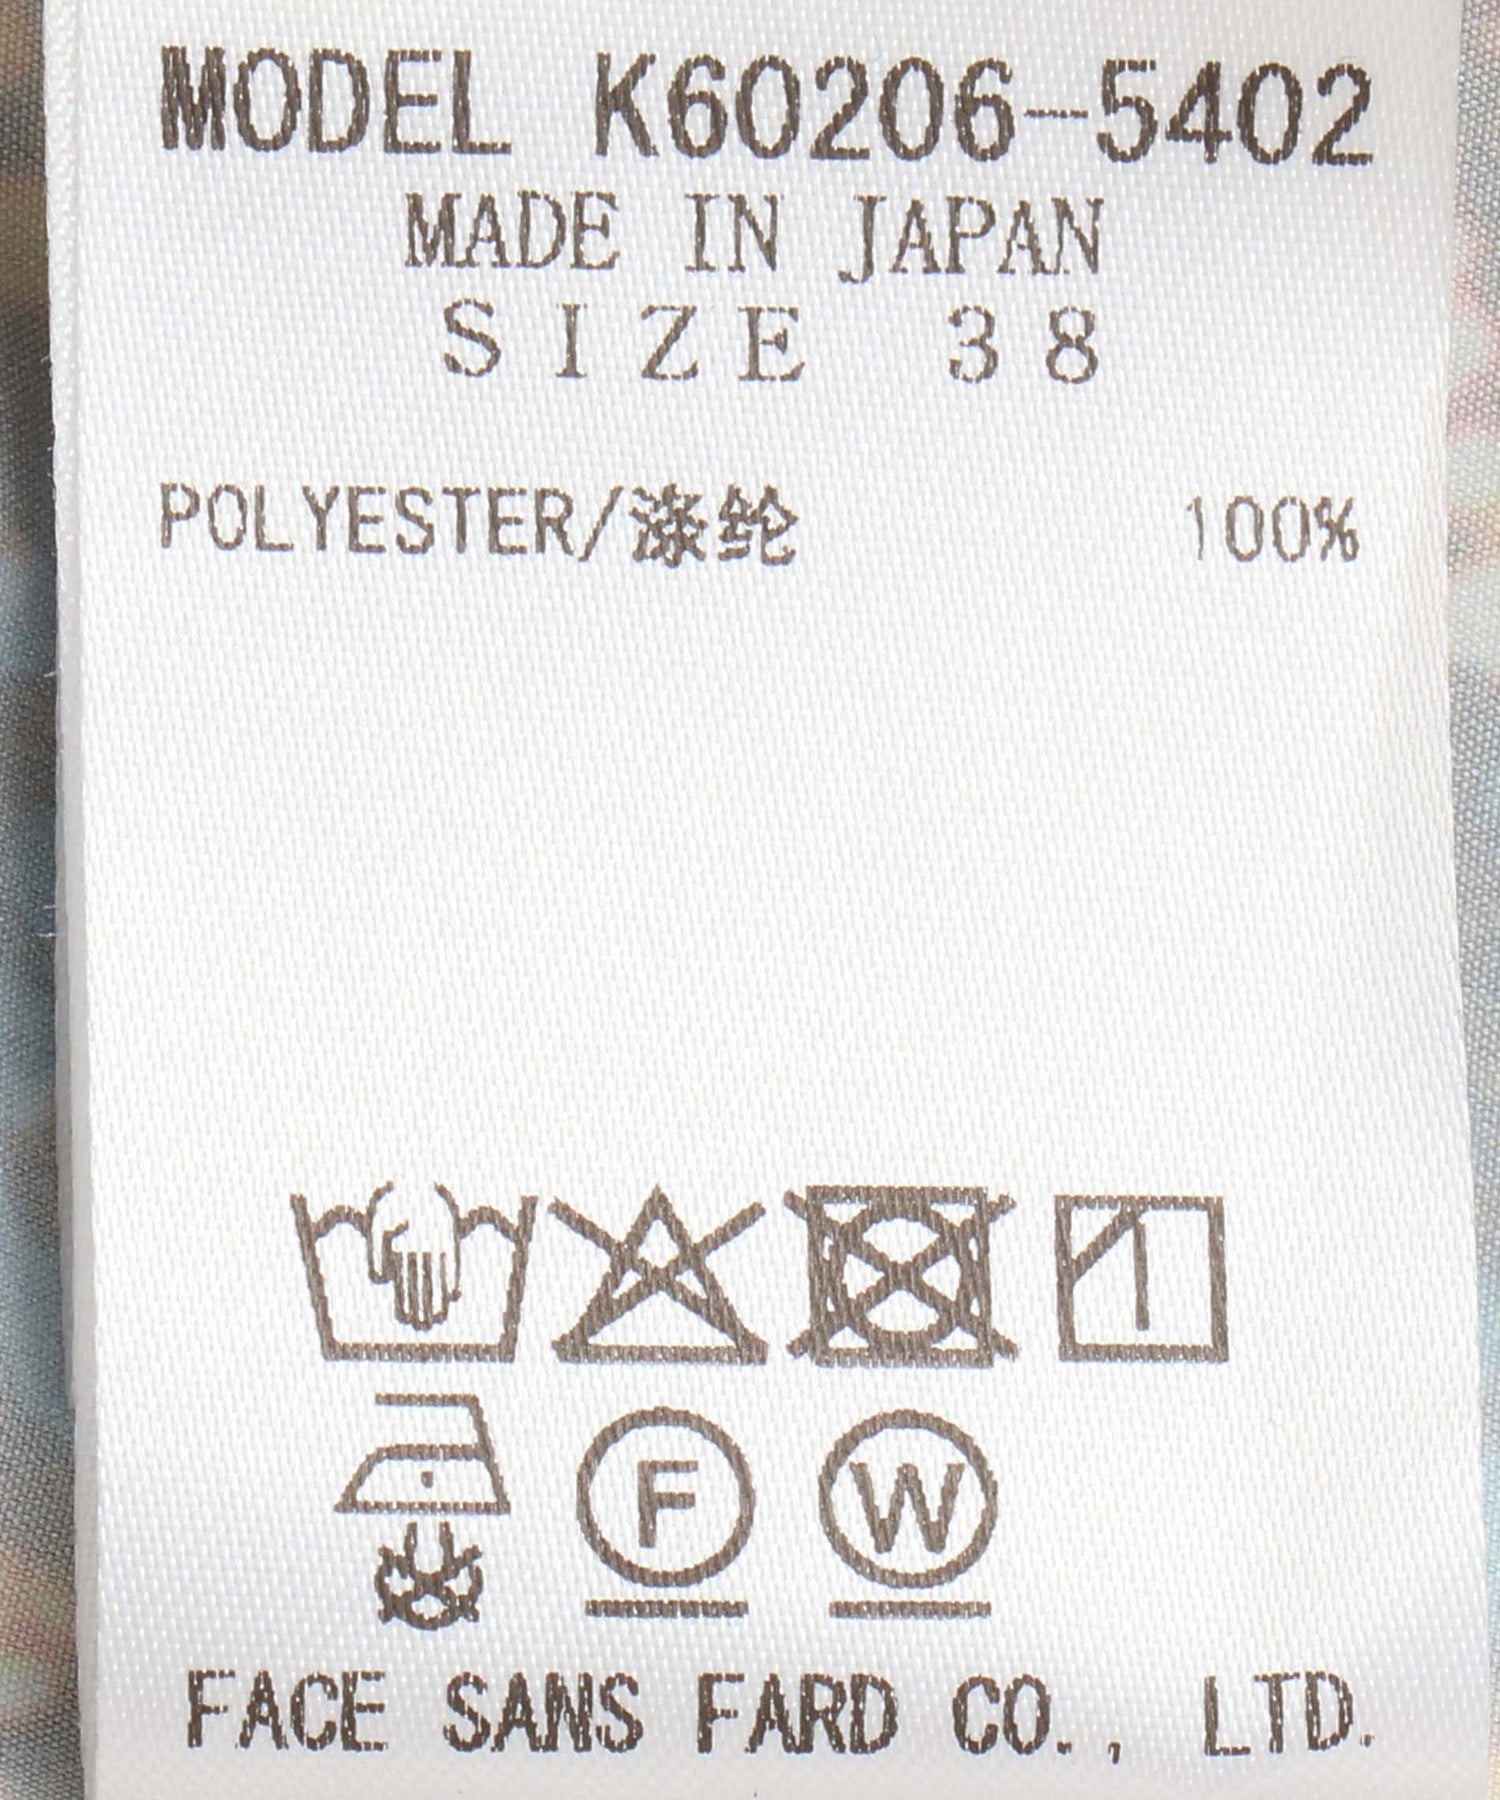 MODEL K60206-5402
MADE IN JAPAN
SIZE 38
POLYESTER/涤纶 100%
F W
FACE SANS FARD CO., LTD.